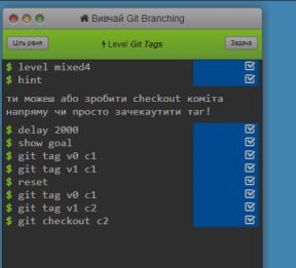 Вивчай Git Branching
Ціль рівня
Level Git Tags
Задача
$ level mixed4
$ hint
ти можеш або зробити checkout коміта
напряму чи просто зачекаутити таг!
$ delay 2000
$ show goal
$ git tag v0 c1
$ git tag v1 c1
$ reset
$ git tag v0 c1
$ git tag v1 c2
$ git checkout c2